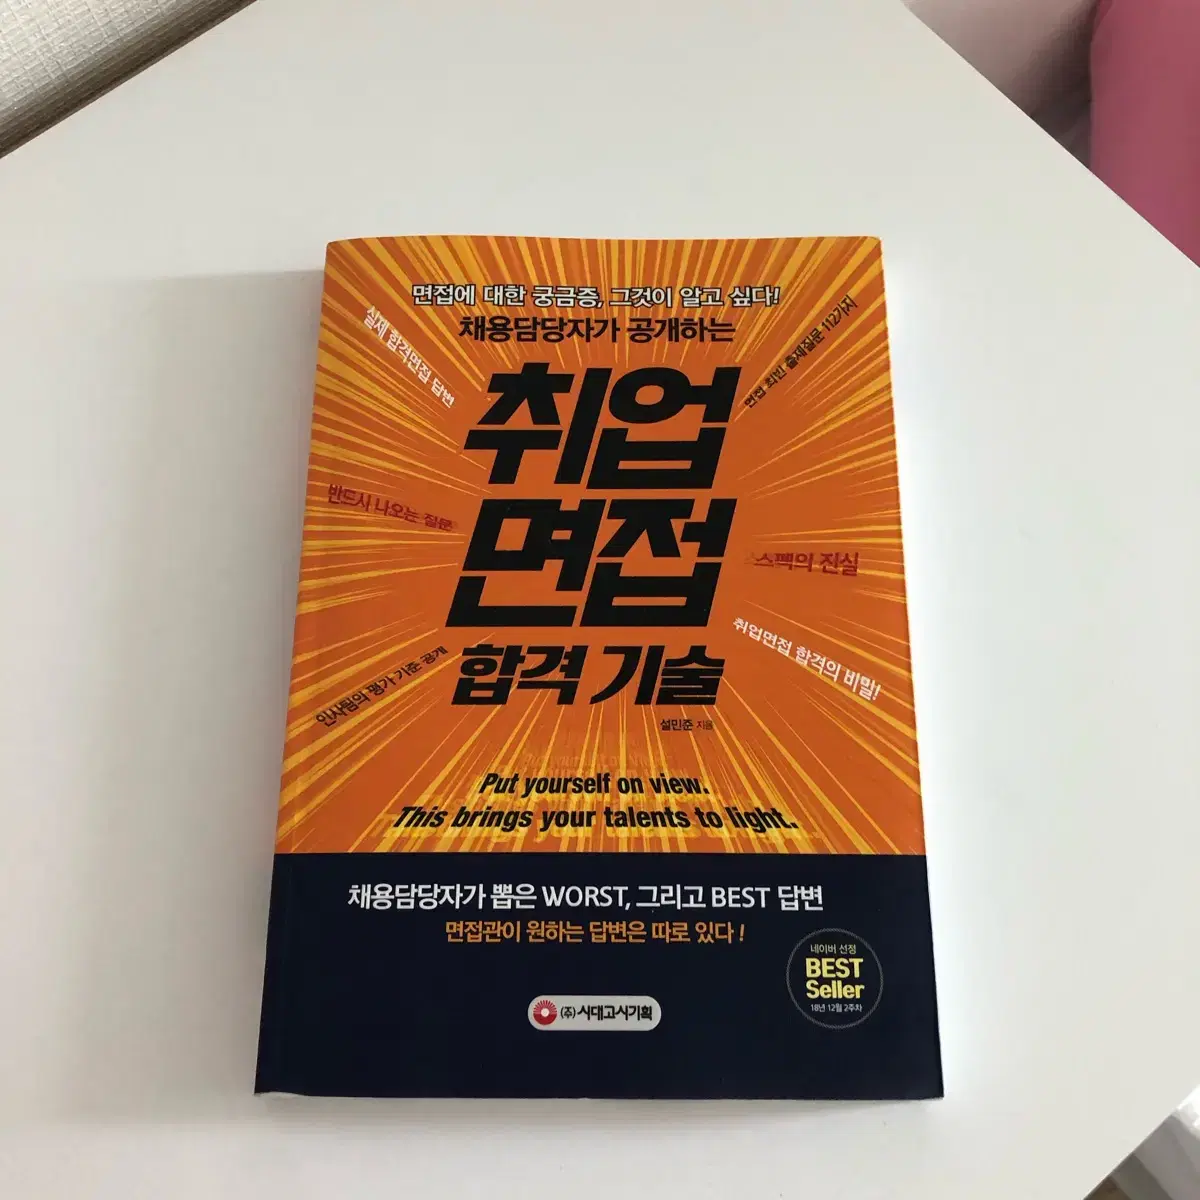 면접에 대한 궁금증, 그것이 알고 싶다!
채용담당자가 공개하는
실제 합격면접 답변
면접 최빈 출제질문 112가지
취업
면접
합격 기술
반드시 나오는 질문
스펙의 진실
인사팀의 평가 기준 공개
취업면접 합격의 비밀!
설민준 지음
Put yourself on view.
This brings your talents to light.
채용담당자가 뽑은 WORST, 그리고 BEST 답변
면접관이 원하는 답변은 따로 있다!
네이버 선정
BEST
Seller
18년 12월 2주차
(주)시대고시기획